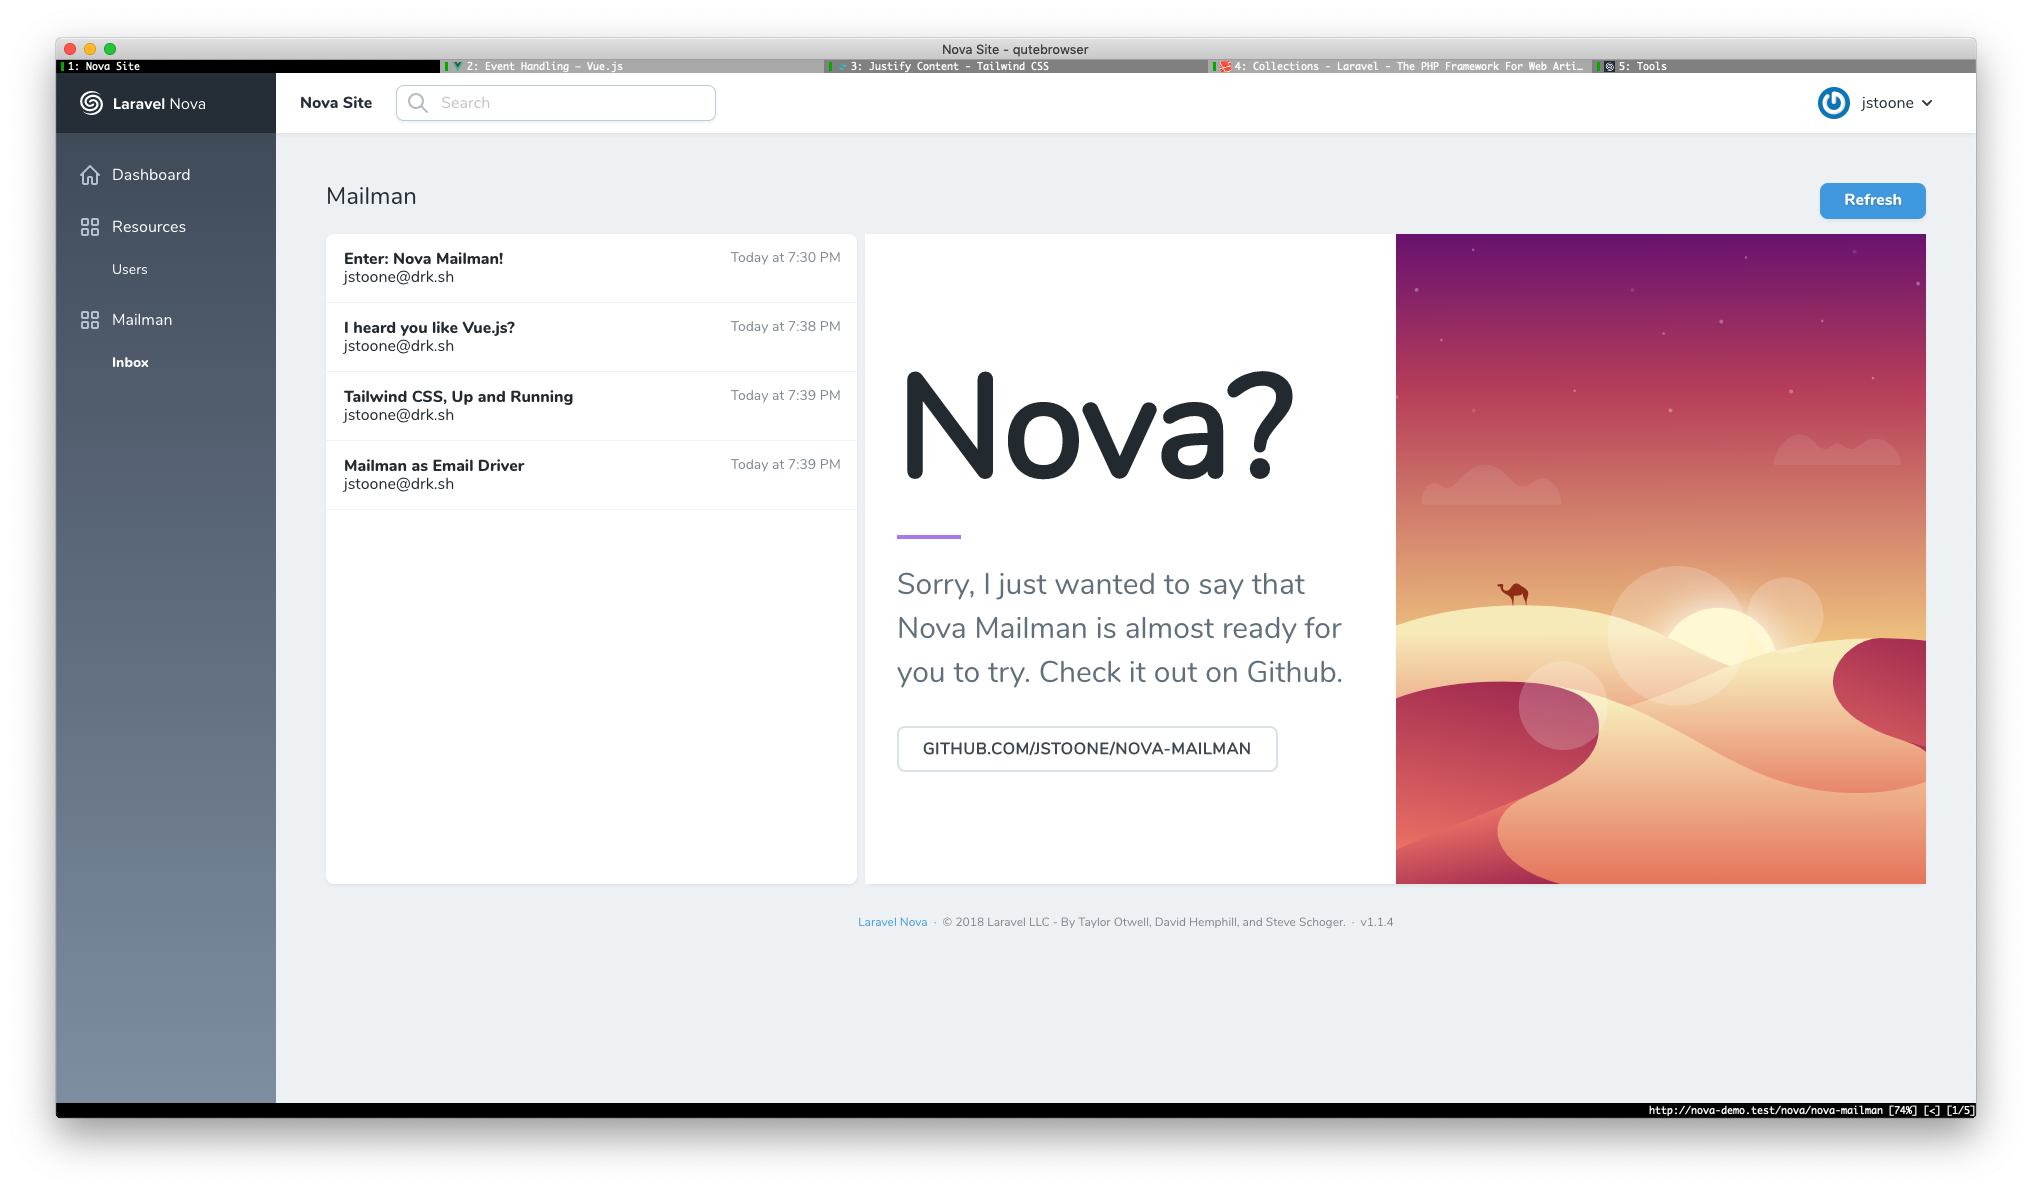 Nova Site - qutebrowser
1: Nova Site
2: Event Handling — Vue.js
3: Justify Content - Tailwind CSS
4: Collections - Laravel - The PHP Framework For Web Arti…
5: Tools
Laravel Nova
Nova Site
Search
jstoone
Dashboard
Resources
Users
Mailman
Inbox
Mailman
Refresh
Enter: Nova Mailman!
Today at 7:30 PM
jstoone@drk.sh
I heard you like Vue.js?
Today at 7:38 PM
jstoone@drk.sh
Tailwind CSS, Up and Running
Today at 7:39 PM
jstoone@drk.sh
Mailman as Email Driver
Today at 7:39 PM
jstoone@drk.sh
Nova?
Sorry, I just wanted to say that
Nova Mailman is almost ready for
you to try. Check it out on Github.
GITHUB.COM/JSTOONE/NOVA-MAILMAN
Laravel Nova · © 2018 Laravel LLC - By Taylor Otwell, David Hemphill, and Steve Schoger. · v1.1.4
http://nova-demo.test/nova/nova-mailman [74%] [<] [1/5]